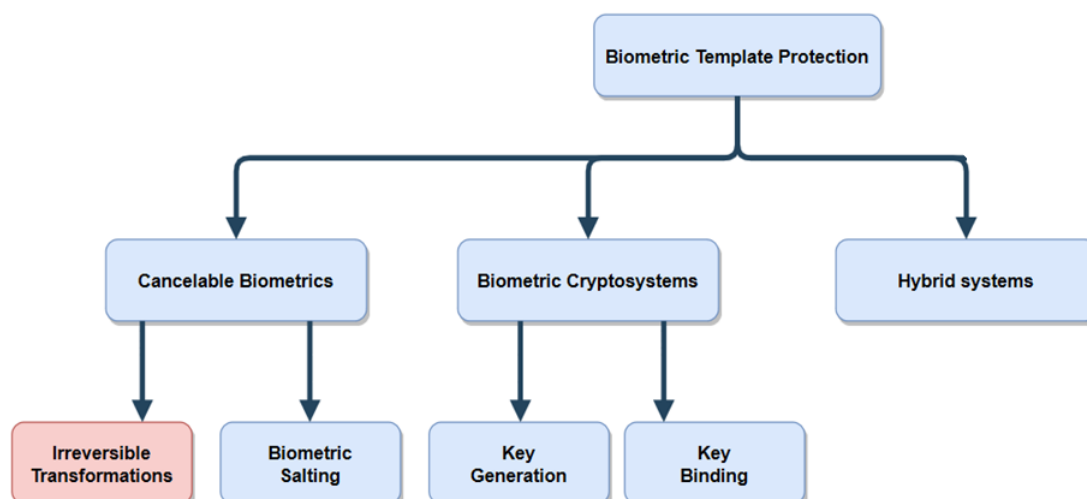 Biometric Template Protection
Cancelable Biometrics
Biometric Cryptosystems
Hybrid systems
Irreversible
Transformations
Biometric
Salting
Key
Generation
Key
Binding